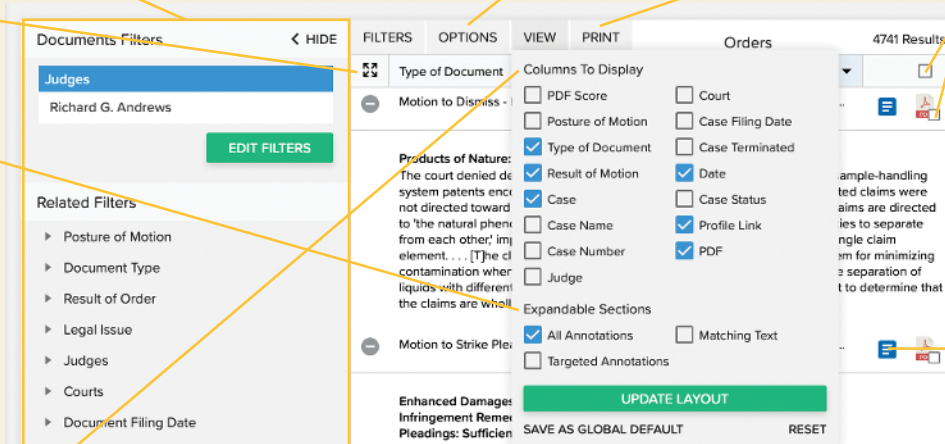 Documents Filters
HIDE
Judges
Richard G. Andrews
EDIT FILTERS
Related Filters
Posture of Motion
Document Type
Result of Order
Legal Issue
Judges
Courts
Document Filing Date
FILTERS OPTIONS VIEW PRINT
Orders
4741 Results
Type of Document
Motion to Dismiss -
Products of Nature:
The court denied de
system patents enc
not directed toward
to 'the natural phen
from each other,' im
element. . . . [T]he cl
contamination when
liquids with different
the claims are wholl
Motion to Strike Plea
Enhanced Damages
Infringement Reme
Pleadings: Sufficien
Columns To Display
PDF Score
Court
Posture of Motion
Case Filing Date
Type of Document
Case Terminated
Result of Motion
Date
Case
Case Status
Case Name
Profile Link
Case Number
PDF
Judge
Expandable Sections
All Annotations
Matching Text
Targeted Annotations
UPDATE LAYOUT
SAVE AS GLOBAL DEFAULT
RESET
ample-handling
ted claims were
aims are directed
ies to separate
ngle claim
em for minimizing
e separation of
t to determine that